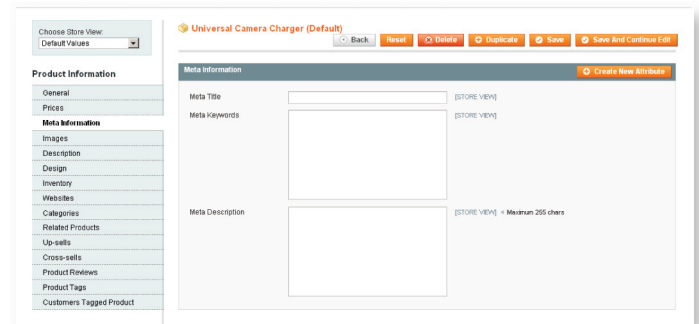 Choose Store View:
Default Values
Product Information
General
Prices
Meta Information
Images
Description
Design
Inventory
Websites
Categories
Related Products
Up-sells
Cross-sells
Product Reviews
Product Tags
Customers Tagged Product
Universal Camera Charger (Default)
Back Reset Delete Duplicate Save Save And Continue Edit
Meta Information Create New Attribute
Meta Title [STORE VIEW]
Meta Keywords [STORE VIEW]
Meta Description [STORE VIEW] Maximun 255 chars